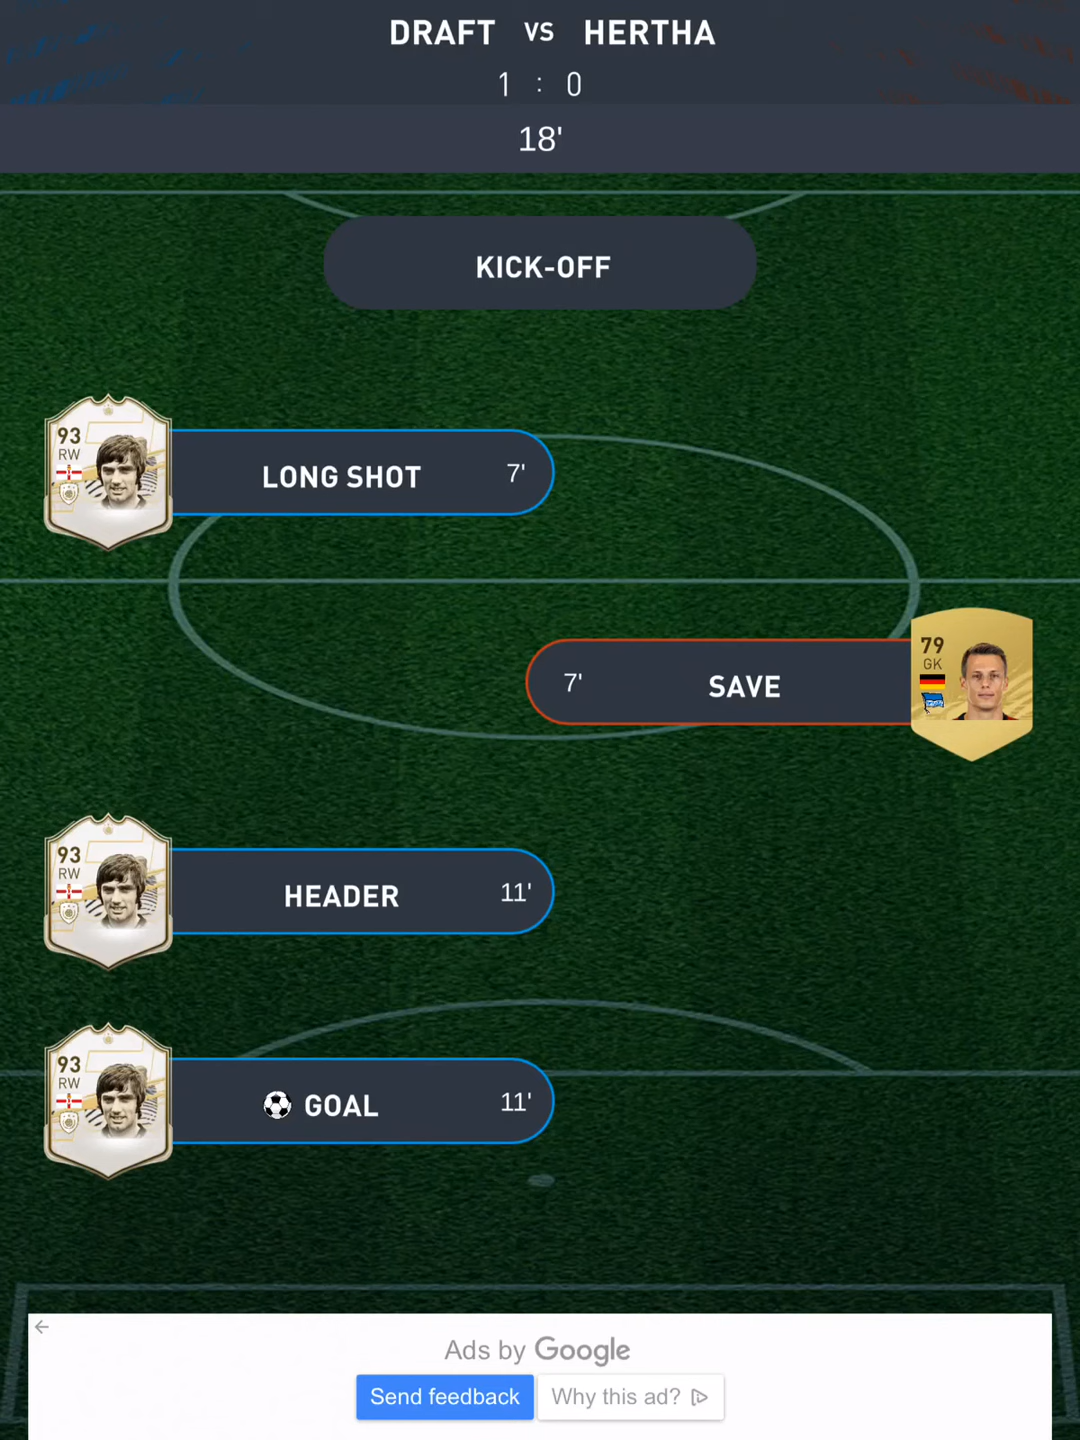 DRAFT VS HERTHA
1 : 0
18'
KICK-OFF
93
RW
LONG SHOT 7'
79
GK
7' SAVE
93
RW
HEADER 11'
93
RW
GOAL 11'
Ads by Google
Send feedback Why this ad?